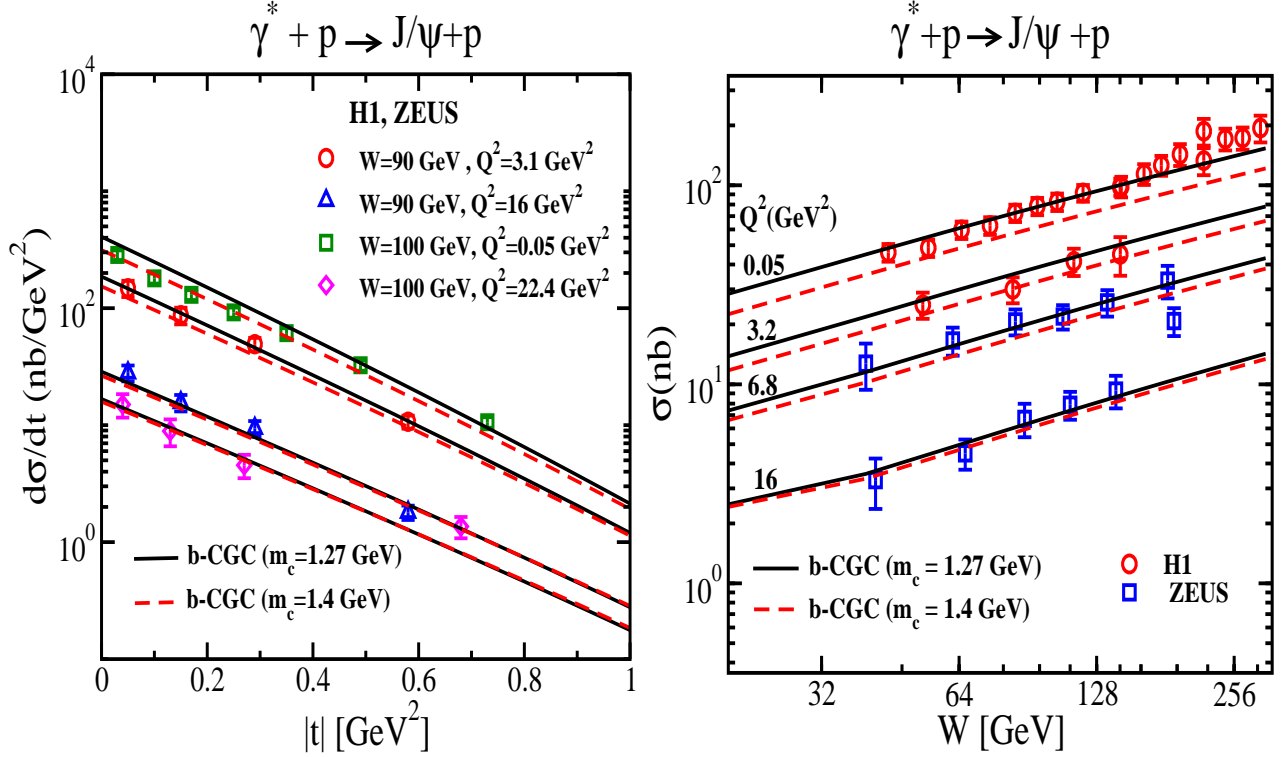 γ* + p → J/ψ+p
10^4
10^2
10^0
dσ/dt (nb/GeV^2)
H1, ZEUS
W=90 GeV , Q^2=3.1 GeV^2
W=90 GeV, Q^2=16 GeV^2
W=100 GeV, Q^2=0.05 GeV^2
W=100 GeV, Q^2=22.4 GeV^2
b-CGC (m_c=1.27 GeV)
b-CGC (m_c=1.4 GeV)
0 0.2 0.4 0.6 0.8 1
|t| [GeV^2]
γ* +p → J/ψ +p
10^2
10^1
10^0
σ(nb)
Q^2(GeV^2)
0.05
3.2
6.8
16
b-CGC (m_c = 1.27 GeV)
b-CGC (m_c = 1.4 GeV)
H1
ZEUS
32 64 128 256
W [GeV]